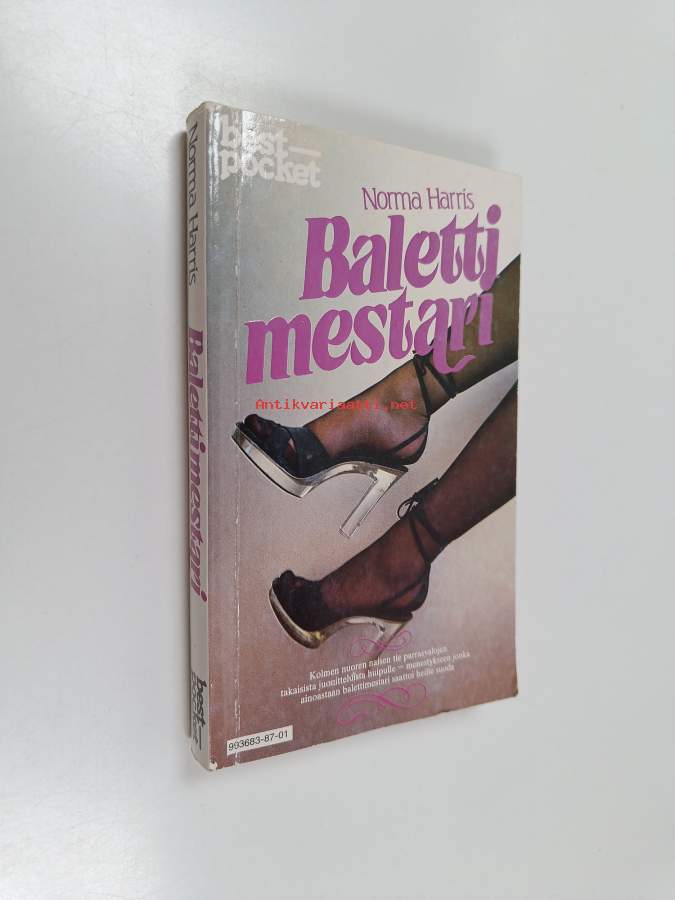 best—
pocket
Norma Harris
Baletti
mestari
Antikvariaatti.net
Kolmen nuoren naisen tie parrasvalojen
takaisista juonitteluista huipulle — menestykseen jonka
ainoastaan balettimestari saattoi heille suoda
993683-87-01
Norma Harris
Balettimestari
best—
pocket